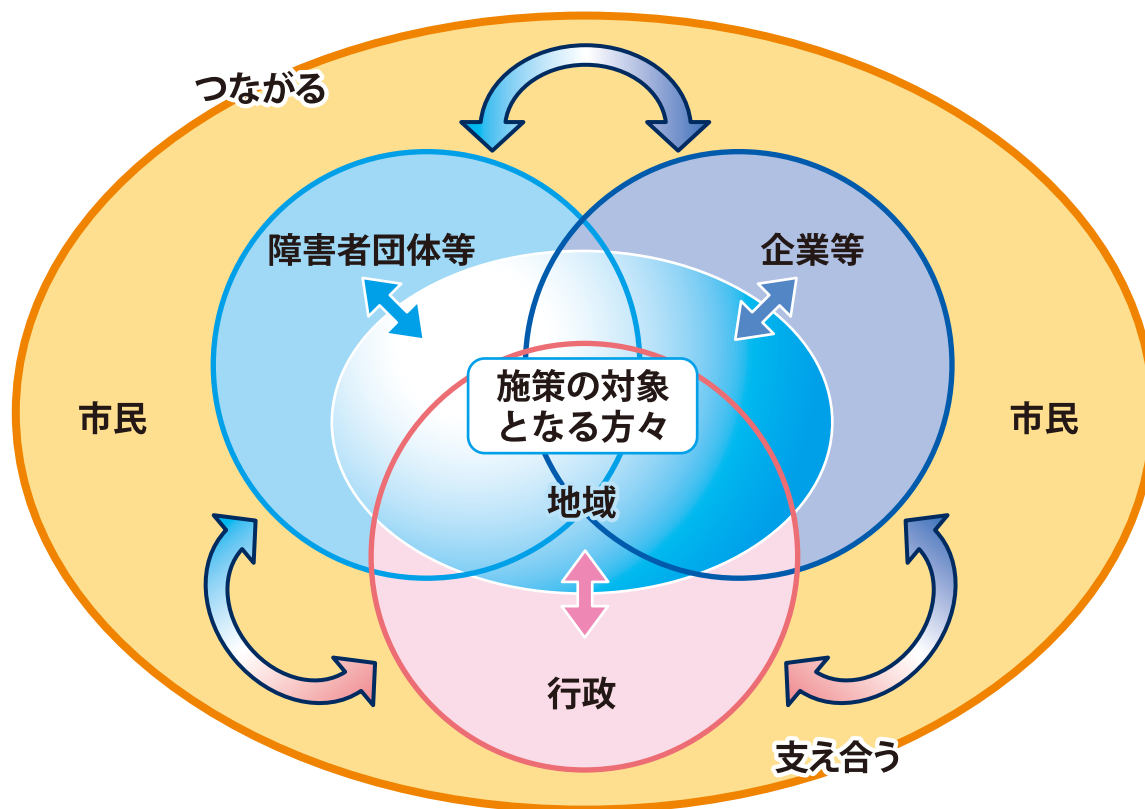 つながる
障害者団体等
企業等
施策の対象
となる方々
市民
市民
地域
行政
支え合う